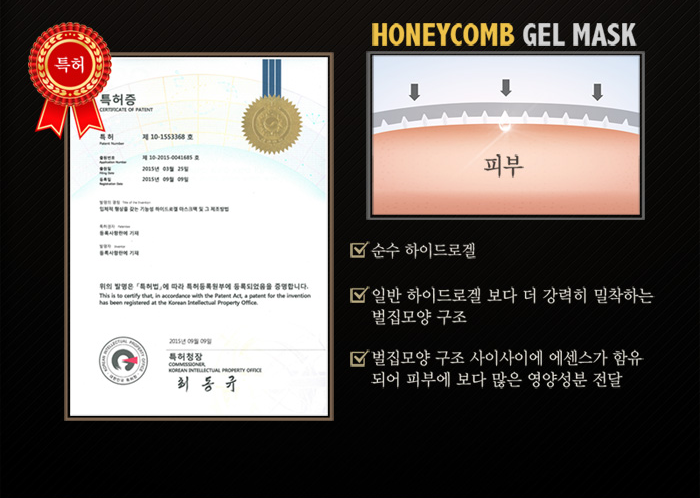 특허
특허증
CERTIFICATE OF PATENT
특허 제 10-1553368 호
Patent Number
출원번호 제 10-2015-0041685 호
Application Number
출원일 2015년 03월 25일
Filing Date
등록일 2015년 09월 09일
Registration Date
발명의 명칭 Title of the Invention
입체적 형상을 갖는 기능성 하이드로겔 마스크팩 및 그 제조방법
특허권자 Patentee
등록사항란에 기재
발명자 Inventor
등록사항란에 기재
위의 발명은 「특허법」에 따라 특허등록원부에 등록되었음을 증명합니다.
This is to certify that, in accordance with the Patent Act, a patent for the invention
has been registered at the Korean Intellectual Property Office.
2015년 09월 09일
특허청장
COMMISSIONER,
KOREAN INTELLECTUAL PROPERTY OFFICE
최동규
KOREAN INTELLECTUAL PROPERTY OFFICE
대한민국 특허청
HONEYCOMB GEL MASK
피부
순수 하이드로겔
일반 하이드로겔 보다 더 강력히 밀착하는
벌집모양 구조
벌집모양 구조 사이사이에 에센스가 함유
되어 피부에 보다 많은 영양성분 전달